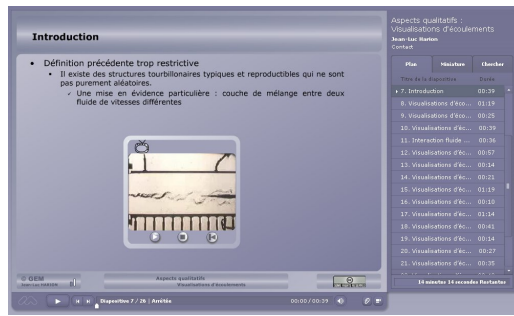 Introduction
• Définition précédente trop restrictive
• Il existe des structures tourbillonaires typiques et reproductibles qui ne sont
pas purement aléatoires.
✓ Une mise en évidence particulière : couche de mélange entre deux
fluide de vitesses différentes
© GEM
Aspects qualitatifs
Visualisations d'écoulements
Diapositive 7 / 26 | Arrêtée
00:00 / 00:39
Aspects qualitatifs :
Visualisations d'écoulements
Jean-Luc Harion
Contact
Plan Miniature Chercher
Titre de la diapositive Durée
7. Introduction 00:39
8. Visualisations d'éco... 01:19
9. Visualisations d'éco... 00:25
10. Visualisations d'éc... 00:39
11. Interaction fluide ... 00:36
12. Visualisations d'éc... 00:57
13. Visualisations d'éc... 00:14
14. Visualisations d'éc... 00:21
15. Visualisations d'éc... 01:19
16. Visualisations d'éc... 00:10
17. Visualisations d'éc... 01:14
18. Visualisations d'éc... 00:41
19. Visualisations d'éc... 00:14
20. Visualisations d'éc... 00:27
21. Visualisations d'éc... 00:35
14 minutes 14 secondes Restantes